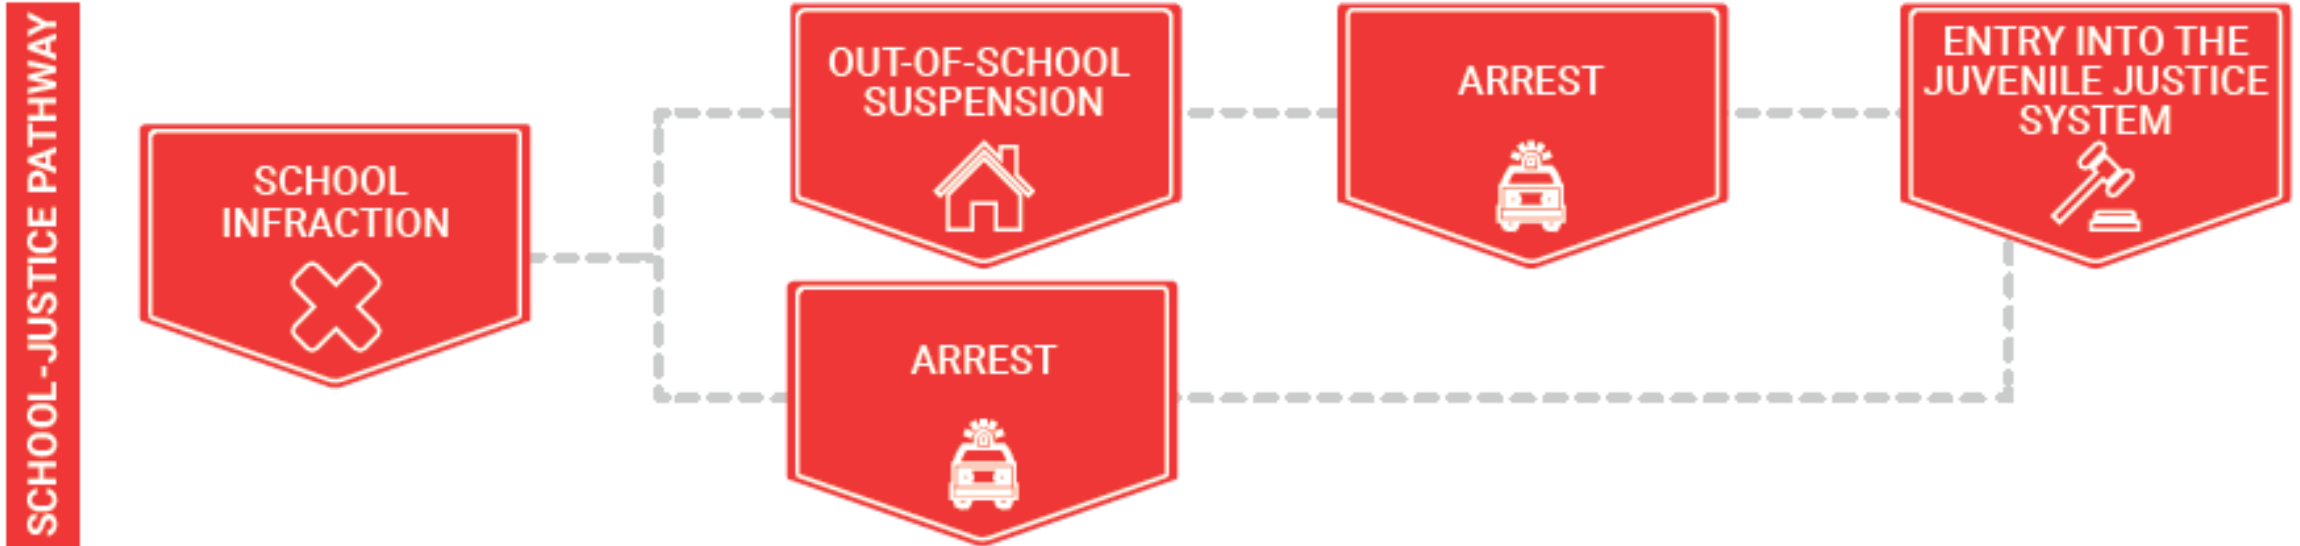 SCHOOL-JUSTICE PATHWAY
SCHOOL
INFRACTION
OUT-OF-SCHOOL
SUSPENSION
ARREST
ENTRY INTO THE
JUVENILE JUSTICE
SYSTEM
ARREST